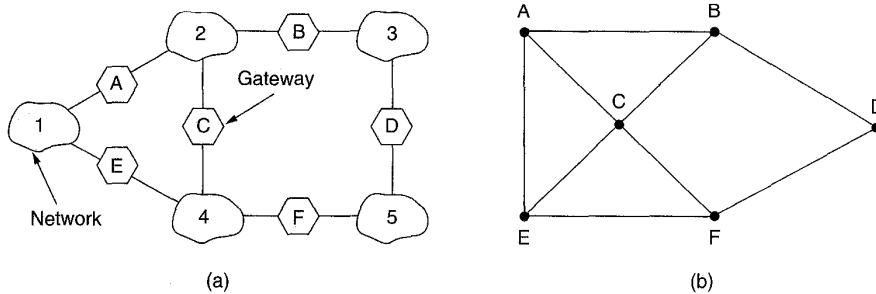 2 B 3
A Gateway
1 C D
E
Network 4 F 5
(a)
A B
C
D
E F
(b)